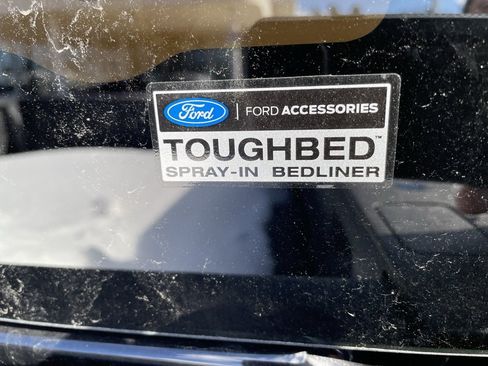 Ford | FORD ACCESSORIES
TOUGHBED™
SPRAY-IN BEDLINER